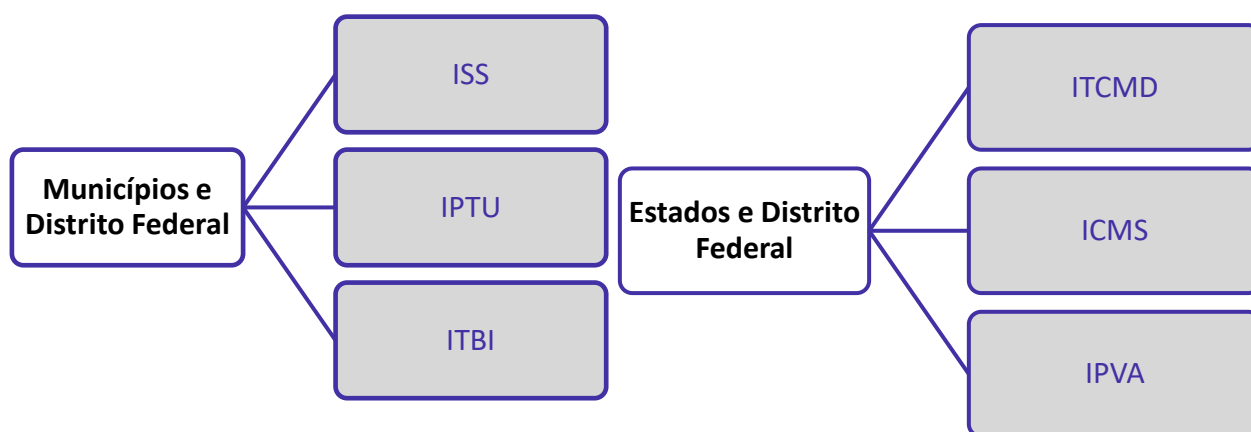 Municípios e
Distrito Federal
ISS
IPTU
ITBI
Estados e Distrito
Federal
ITCMD
ICMS
IPVA